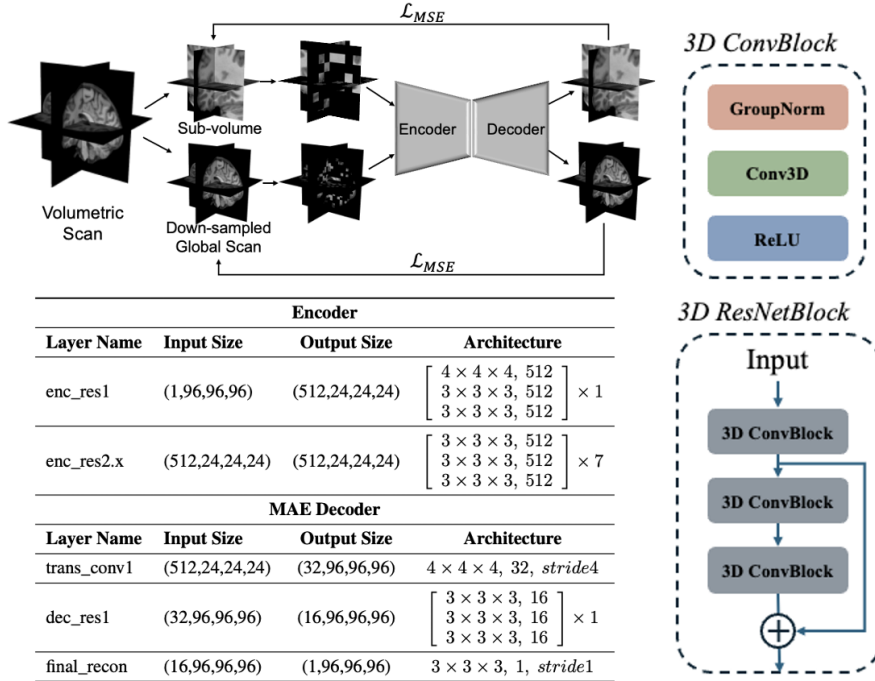 ℒ_MSE
Sub-volume
Encoder
Decoder
Volumetric
Scan
Down-sampled
Global Scan
ℒ_MSE
3D ConvBlock
GroupNorm
Conv3D
ReLU
Encoder
Layer Name Input Size Output Size Architecture
enc_res1 (1,96,96,96) (512,24,24,24) [ 4 × 4 × 4, 512
3 × 3 × 3, 512
3 × 3 × 3, 512 ] × 1
enc_res2.x (512,24,24,24) (512,24,24,24) [ 3 × 3 × 3, 512
3 × 3 × 3, 512
3 × 3 × 3, 512 ] × 7
MAE Decoder
Layer Name Input Size Output Size Architecture
trans_conv1 (512,24,24,24) (32,96,96,96) 4 × 4 × 4, 32, stride4
dec_res1 (32,96,96,96) (16,96,96,96) [ 3 × 3 × 3, 16
3 × 3 × 3, 16
3 × 3 × 3, 16 ] × 1
final_recon (16,96,96,96) (1,96,96,96) 3 × 3 × 3, 1, stride1
3D ResNetBlock
Input
3D ConvBlock
3D ConvBlock
3D ConvBlock
+